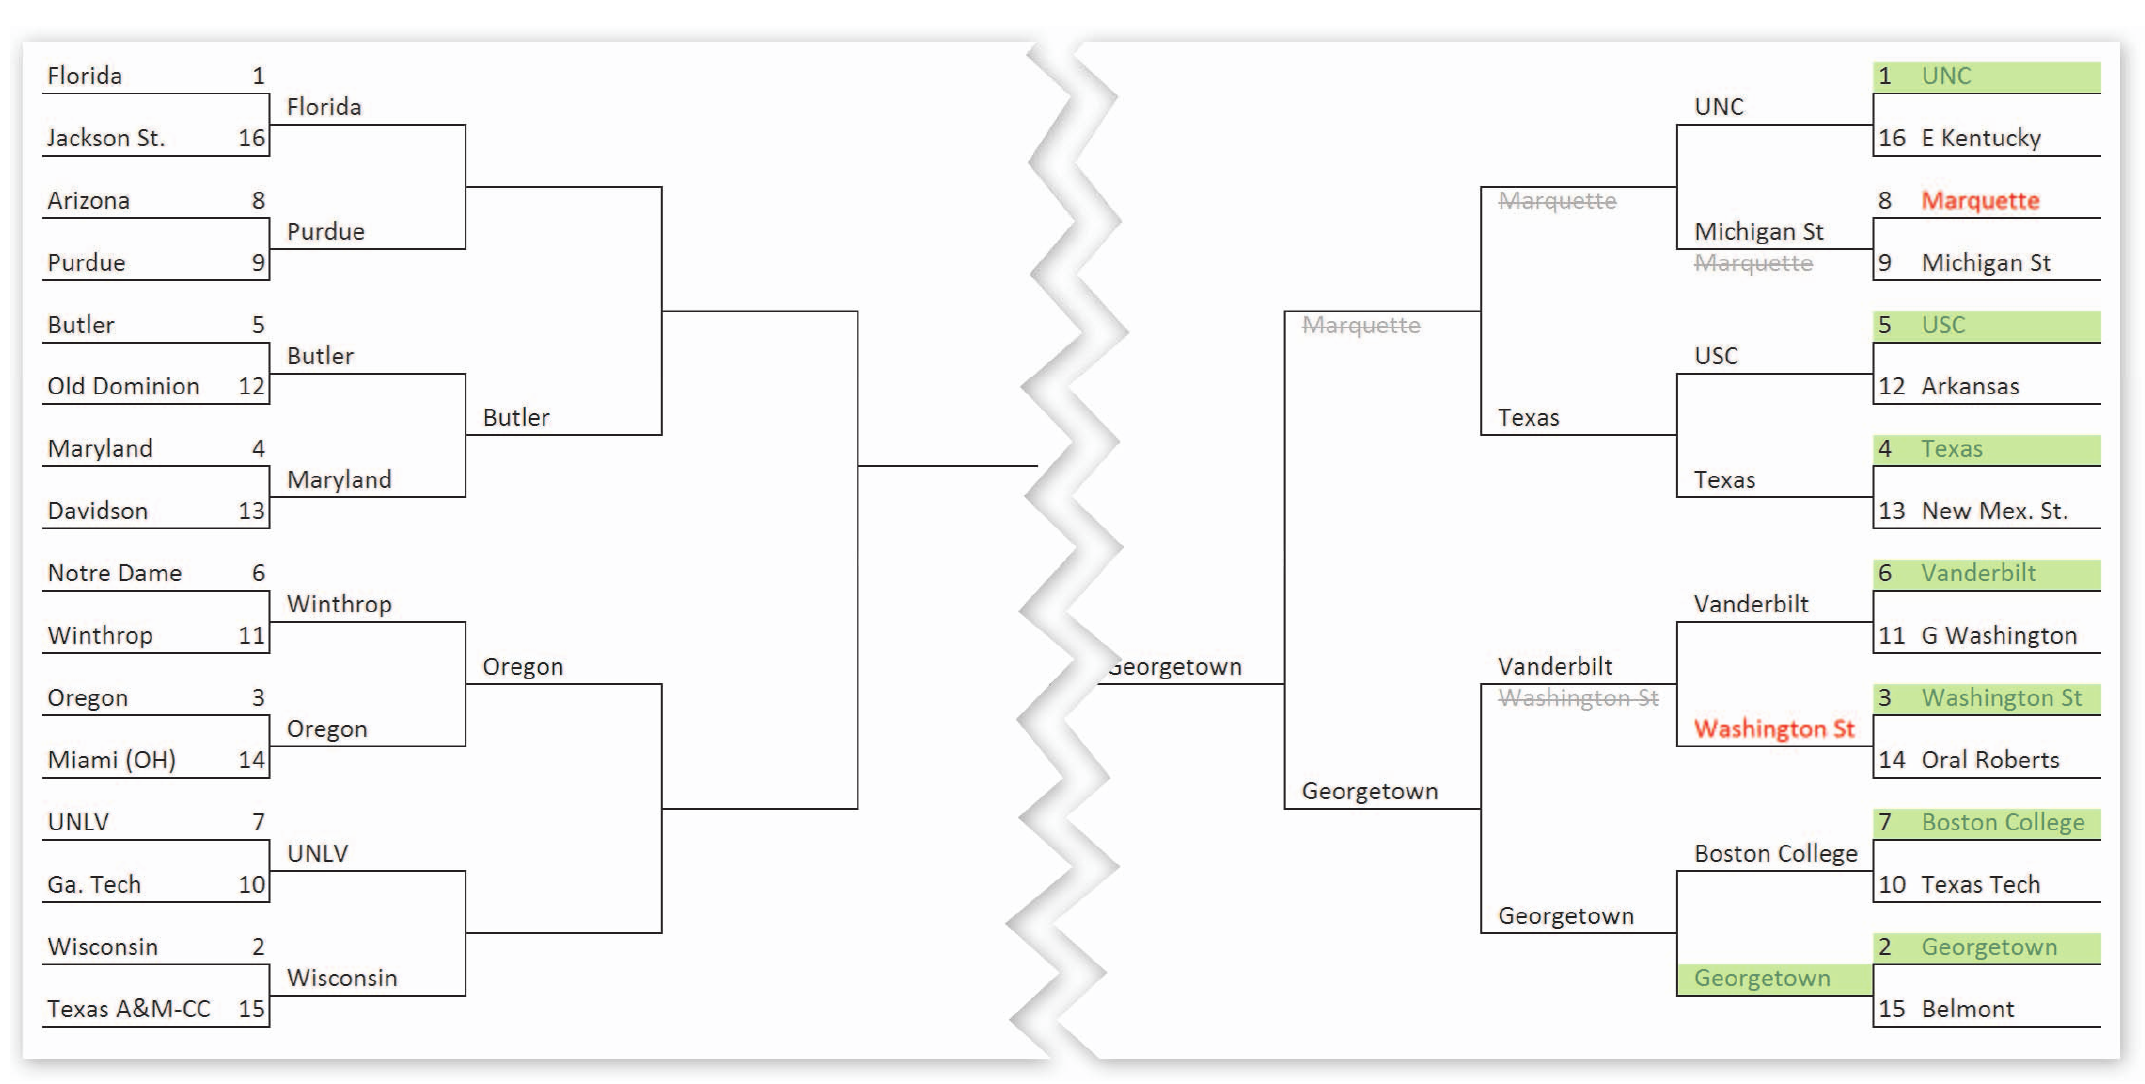 Florida 1
Florida
Jackson St. 16
Arizona 8
Purdue
Purdue 9
Butler 5
Butler
Old Dominion 12
Butler
Maryland 4
Maryland
Davidson 13
Notre Dame 6
Winthrop
Winthrop 11
Oregon
Oregon 3
Oregon
Miami (OH) 14
UNLV 7
UNLV
Ga. Tech 10
Wisconsin 2
Wisconsin
Texas A&M-CC 15
1 UNC
UNC
16 E Kentucky
Marquette
8 Marquette
Michigan St
Marquette
9 Michigan St
Marquette
5 USC
USC
12 Arkansas
Texas
4 Texas
Texas
13 New Mex. St.
6 Vanderbilt
Vanderbilt
11 G Washington
Georgetown
Vanderbilt
Washington St
3 Washington St
Washington St
14 Oral Roberts
Georgetown
7 Boston College
Boston College
10 Texas Tech
Georgetown
2 Georgetown
Georgetown
15 Belmont